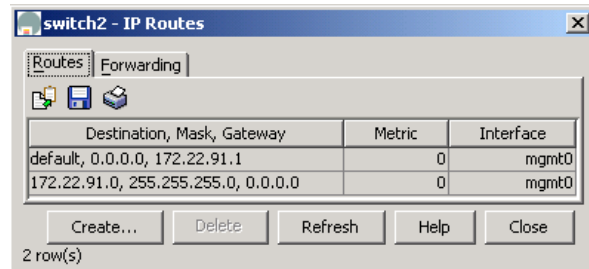 switch2 - IP Routes
Routes Forwarding
Destination, Mask, Gateway Metric Interface
default, 0.0.0.0, 172.22.91.1 0 mgmt0
172.22.91.0, 255.255.255.0, 0.0.0.0 0 mgmt0
Create... Delete Refresh Help Close
2 row(s)